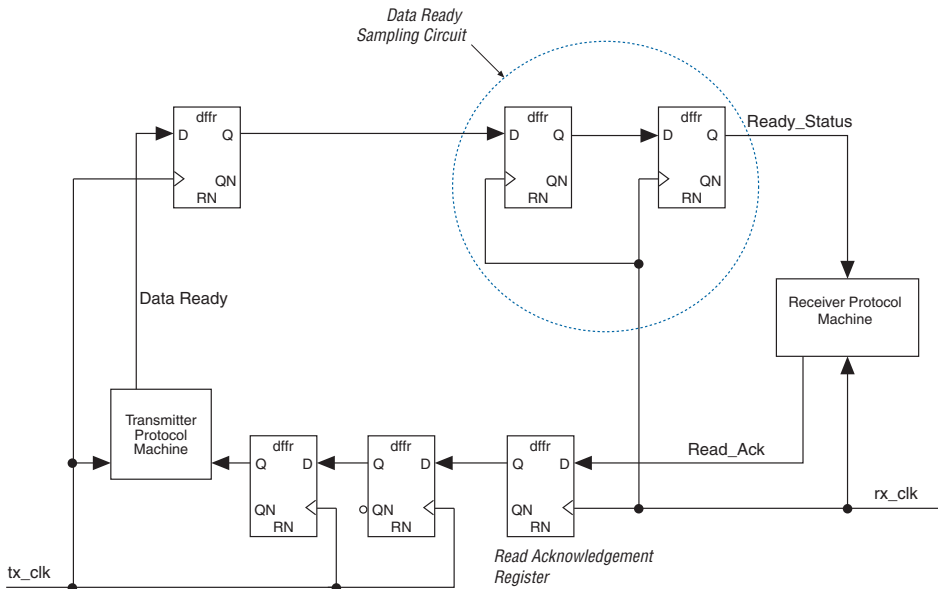 Data Ready
Sampling Circuit
dffr
D
Q
QN
RN
dffr
D
Q
QN
RN
dffr
D
Q
QN
RN
Ready_Status
Data Ready
Receiver Protocol
Machine
Transmitter
Protocol
Machine
dffr
Q
D
QN
RN
dffr
Q
D
QN
RN
dffr
Q
D
QN
RN
Read_Ack
rx_clk
Read Acknowledgement
Register
tx_clk